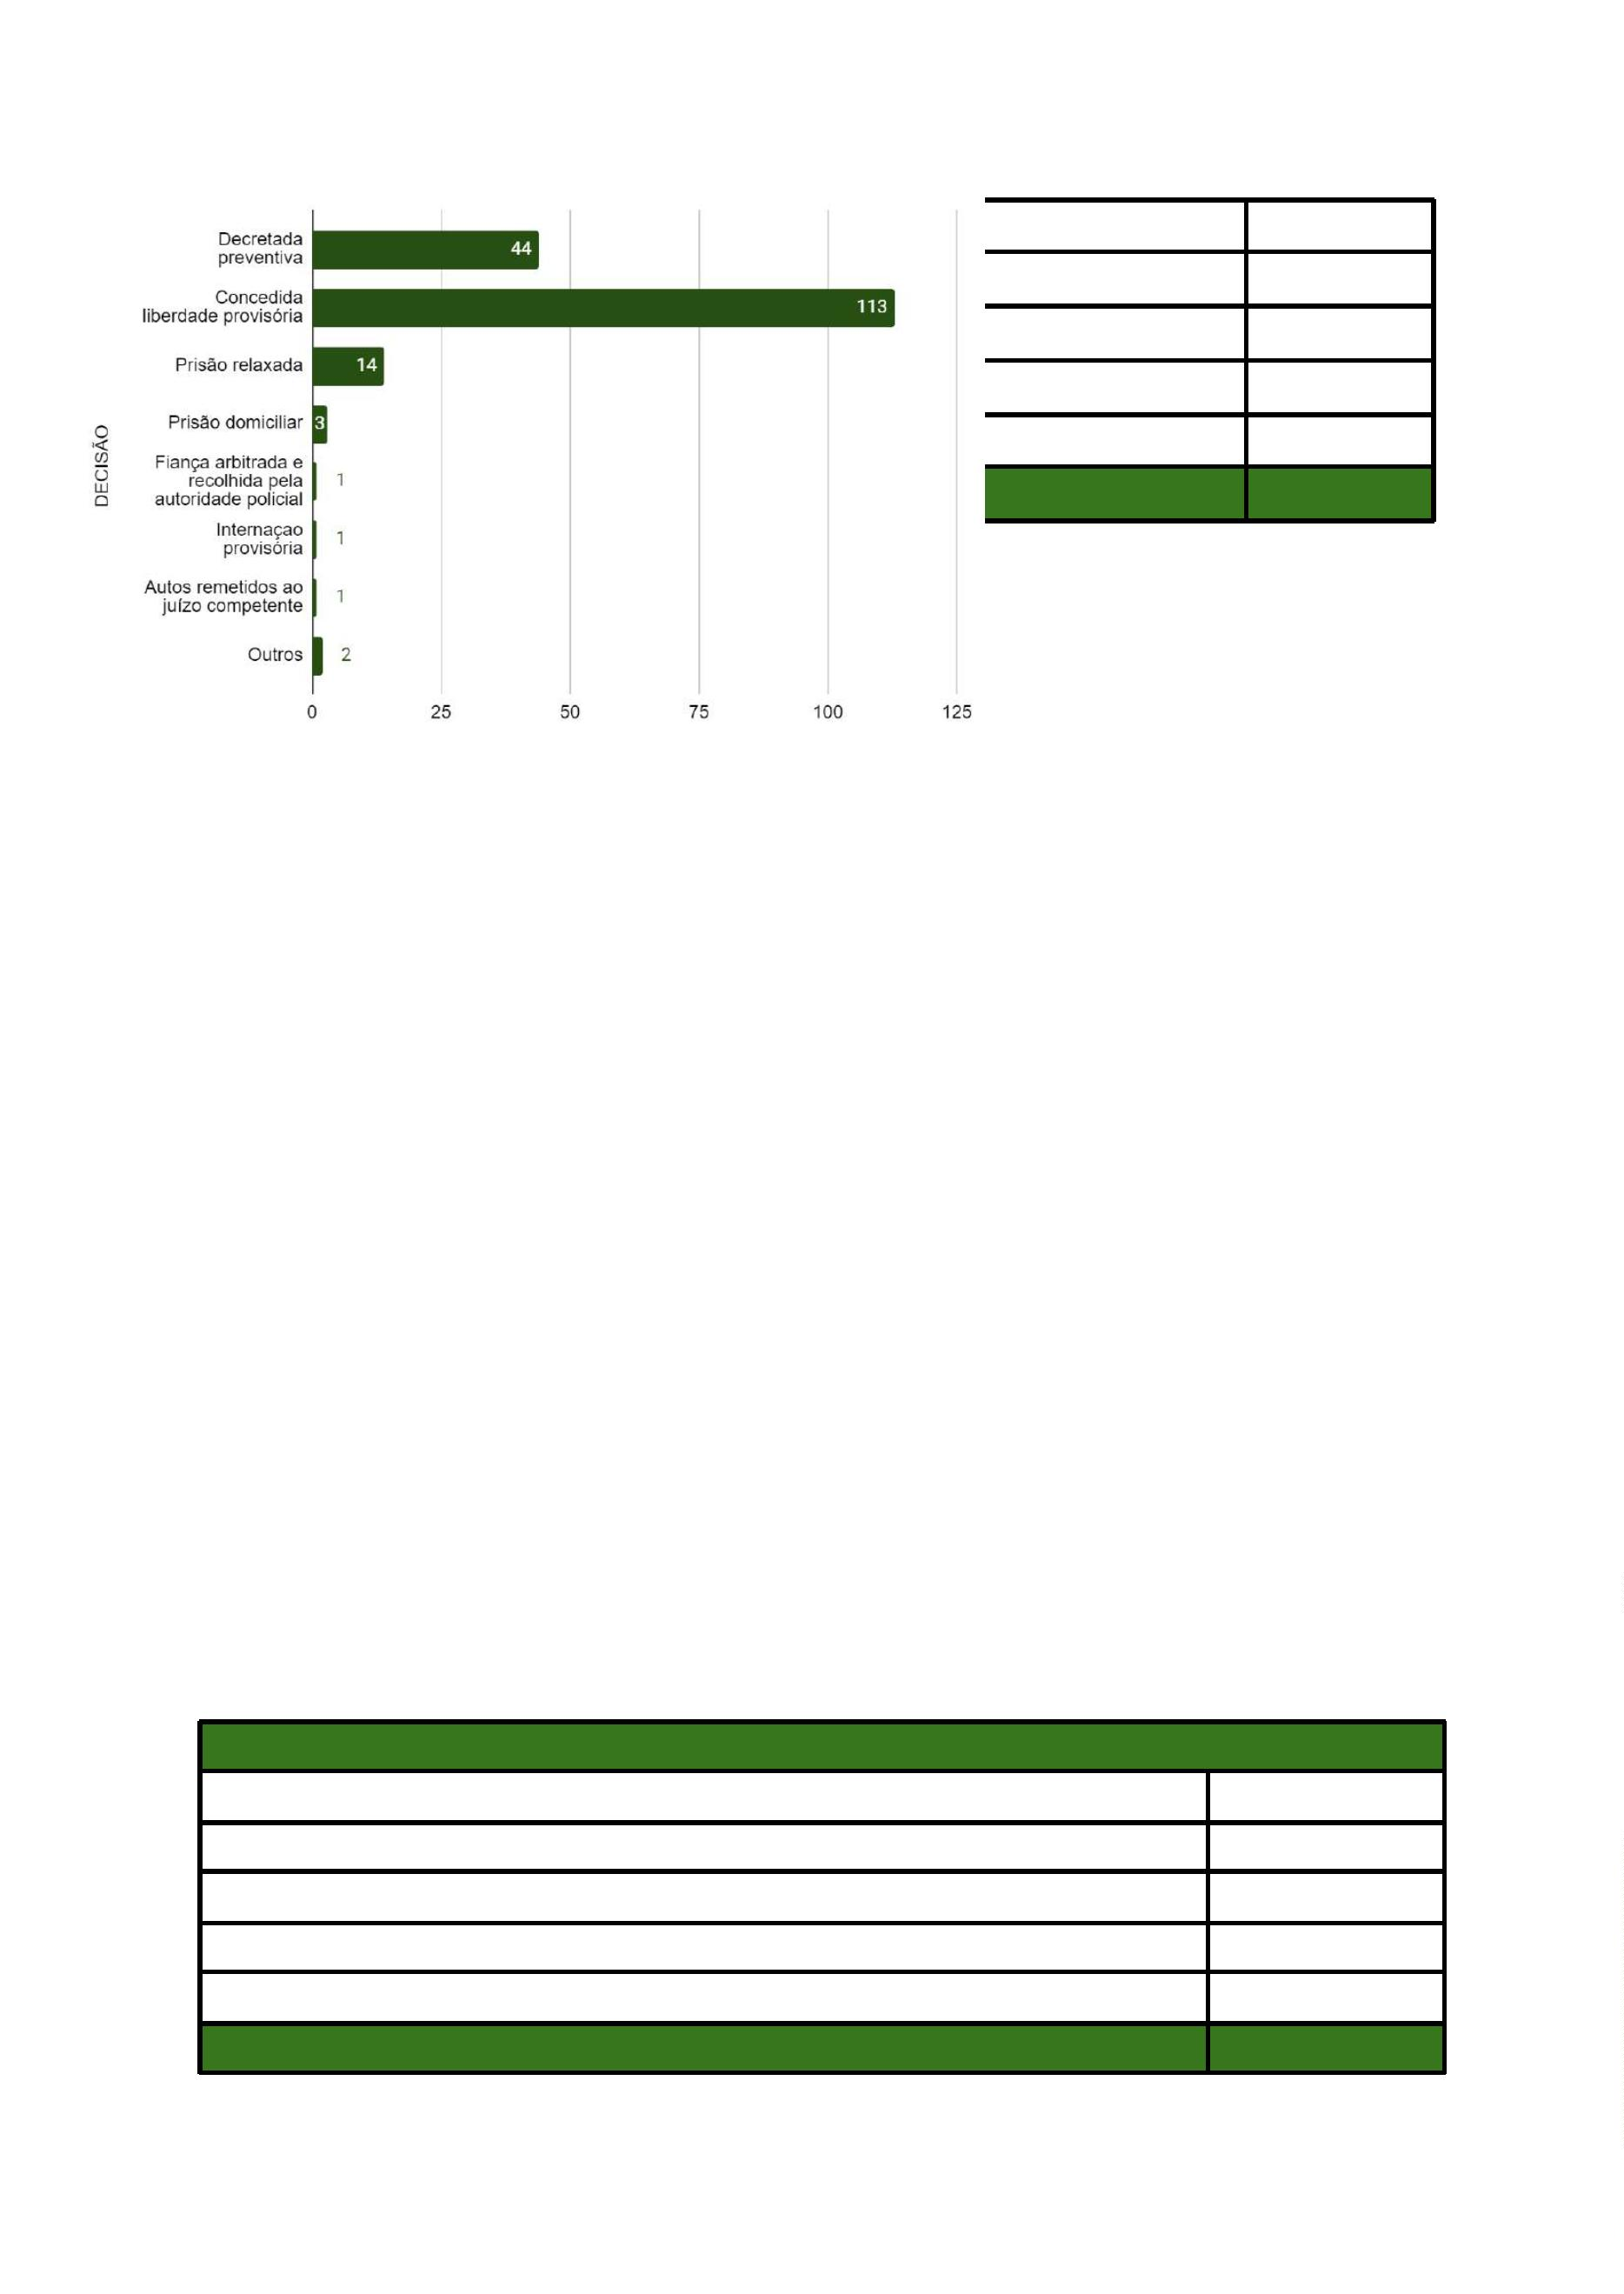 DECISÃO
Decretada
preventiva
44
Concedida
liberdade provisória
113
Prisão relaxada
14
Prisão domiciliar
3
Fiança arbitrada e
recolhida pela
autoridade policial
1
Internaçao
provisória
1
Autos remetidos ao
juízo competente
1
Outros
2
0 25 50 75 100 125